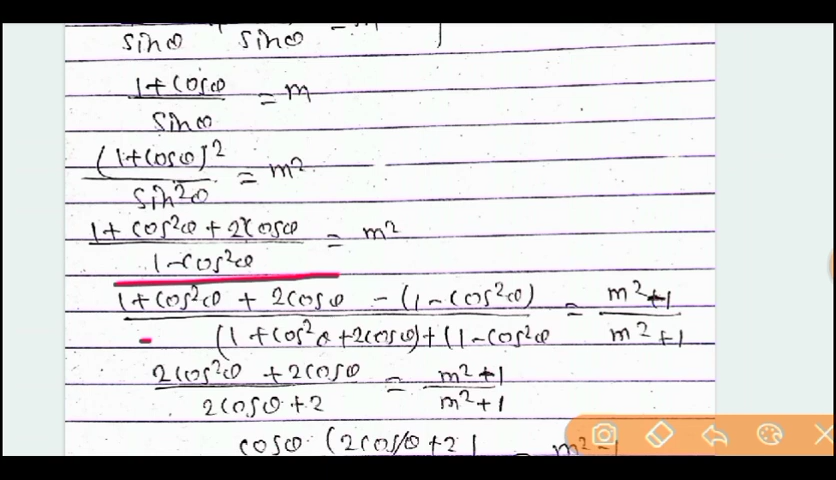 sinθ + sinθ = m
1+cosθ / sinθ = m
(1+cosθ)² / sin²θ = m²
1+cos²θ+2cosθ / 1-cos²θ = m²
1+cos²θ + 2cosθ - (1-cos²θ) / (1+cos²θ+2cosθ)+(1-cos²θ = m²-1 / m²+1
2cos²θ +2cosθ / 2cosθ+2 = m²+1 / m²+1
cosθ (2cosθ+2) = m²-1